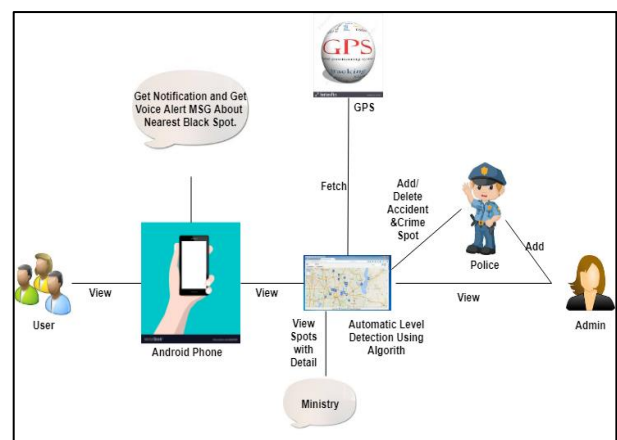 GPS
GPS
Get Notification and Get
Voice Alert MSG About
Nearest Black Spot.
Fetch
Add/
Delete
Accident
&Crime
Spot
Police
Add
View
View
View
User
Android Phone
View
Spots
with
Detail
Automatic Level
Detection Using
Algorith
Admin
Ministry